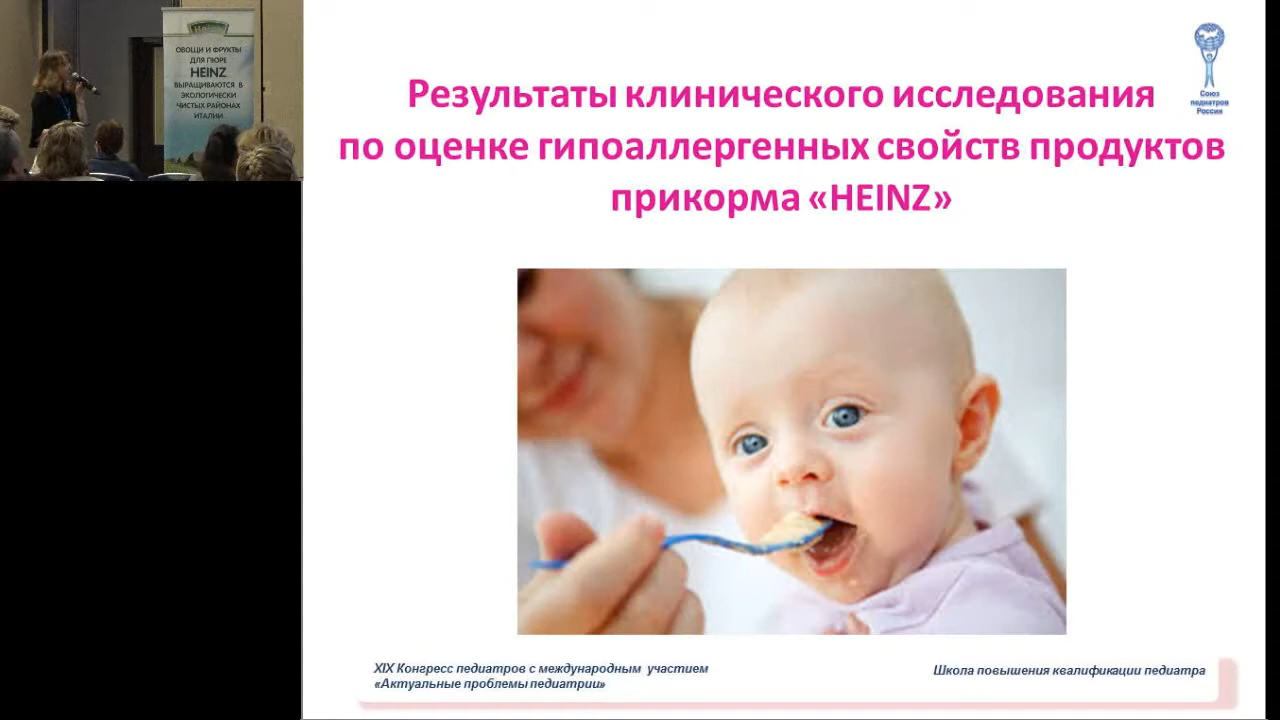 Heinz
ОВОЩИ И ФРУКТЫ
ДЛЯ ПЮРЕ
HEINZ
ВЫРАЩИВАЮТСЯ В
ЭКОЛОГИЧЕСКИ
ЧИСТЫХ РАЙОНАХ
ИТАЛИИ
Результаты клинического исследования
по оценке гипоаллергенных свойств продуктов
прикорма «HEINZ»
Союз
педиатров
России
XIX Конгресс педиатров с международным участием
«Актуальные проблемы педиатрии»
Школа повышения квалификации педиатра